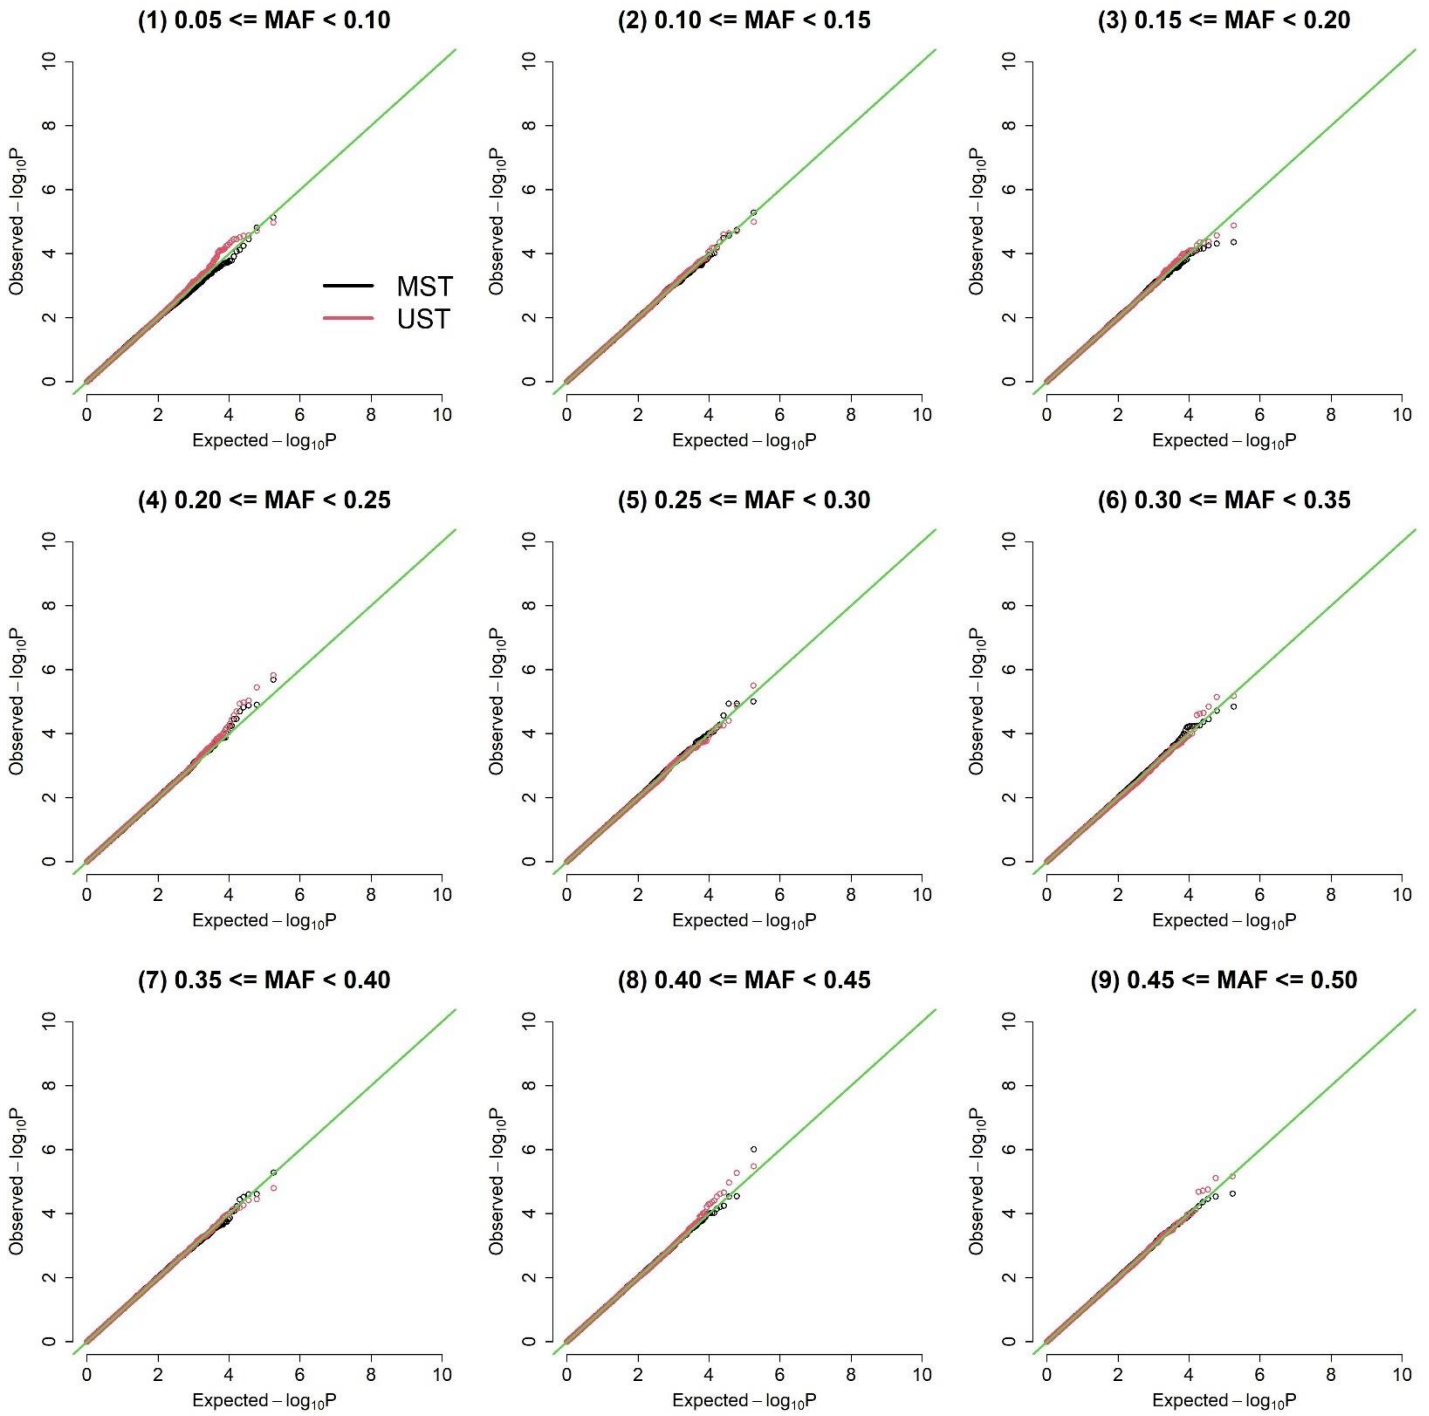 (1) 0.05 <= MAF < 0.10
(2) 0.10 <= MAF < 0.15
(3) 0.15 <= MAF < 0.20
10
8
6
4
2
0
Observed – log10P
MST
UST
0 2 4 6 8 10
Expected – log10P
10
8
6
4
2
0
Observed – log10P
0 2 4 6 8 10
Expected – log10P
10
8
6
4
2
0
Observed – log10P
0 2 4 6 8 10
Expected – log10P
(4) 0.20 <= MAF < 0.25
(5) 0.25 <= MAF < 0.30
(6) 0.30 <= MAF < 0.35
10
8
6
4
2
0
Observed – log10P
0 2 4 6 8 10
Expected – log10P
10
8
6
4
2
0
Observed – log10P
0 2 4 6 8 10
Expected – log10P
10
8
6
4
2
0
Observed – log10P
0 2 4 6 8 10
Expected – log10P
(7) 0.35 <= MAF < 0.40
(8) 0.40 <= MAF < 0.45
(9) 0.45 <= MAF <= 0.50
10
8
6
4
2
0
Observed – log10P
0 2 4 6 8 10
Expected – log10P
10
8
6
4
2
0
Observed – log10P
0 2 4 6 8 10
Expected – log10P
10
8
6
4
2
0
Observed – log10P
0 2 4 6 8 10
Expected – log10P